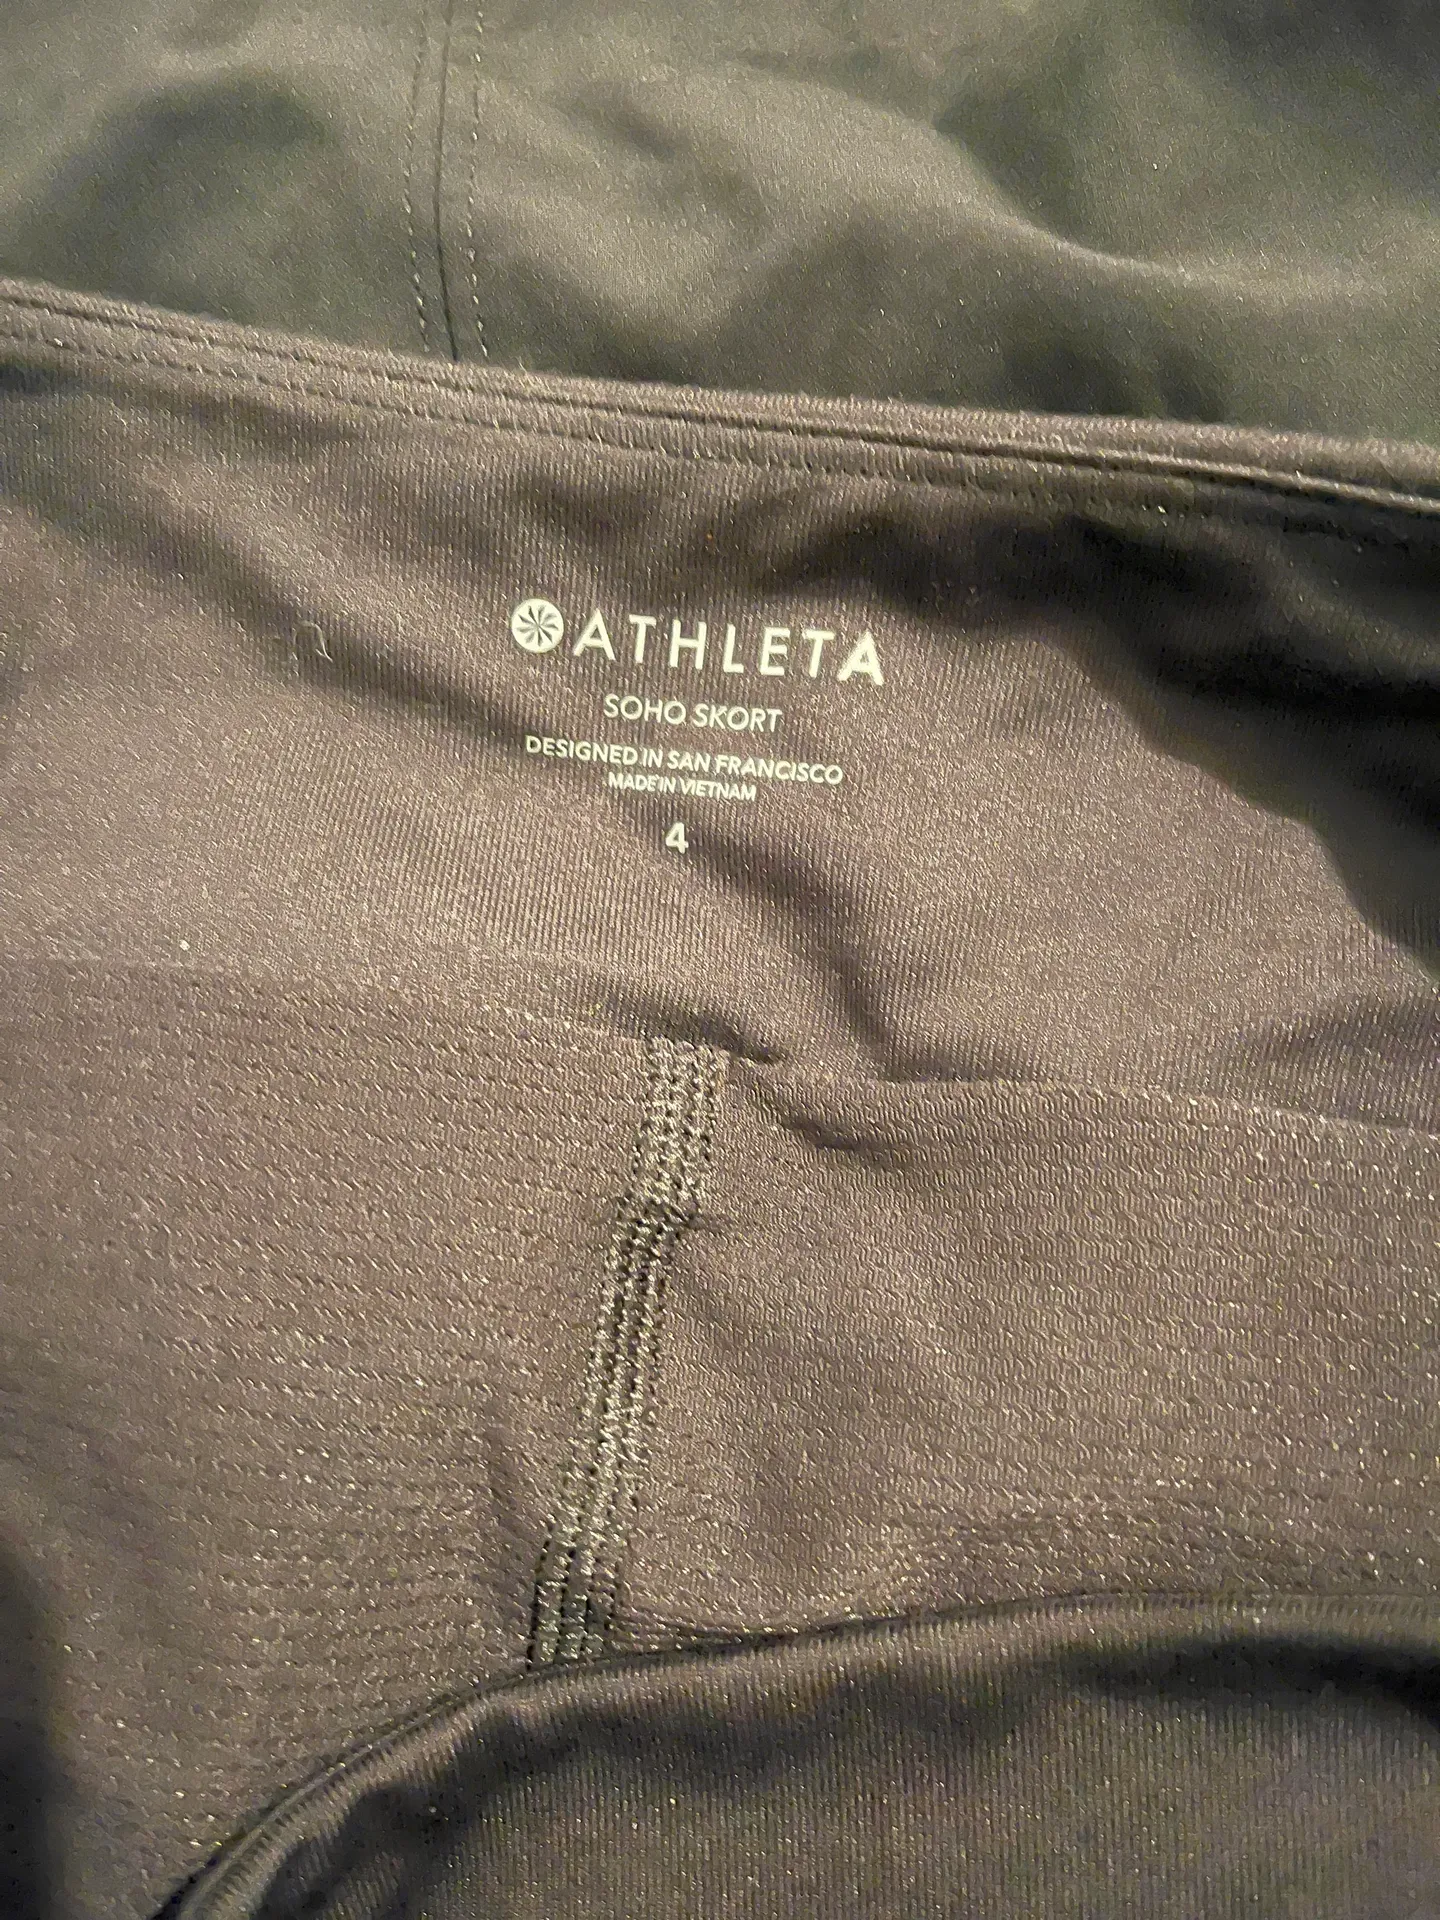 ATHLETA
SOHO SKORT
DESIGNED IN SAN FRANCISCO
MADE IN VIETNAM
4